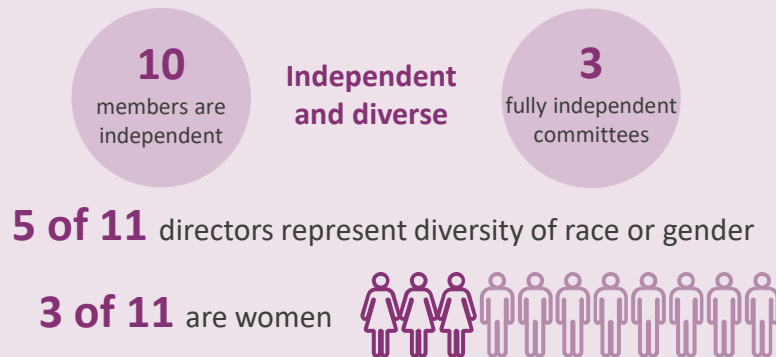 10
members are
independent
Independent
and diverse
3
fully independent
committees
5 of 11 directors represent diversity of race or gender
3 of 11 are women